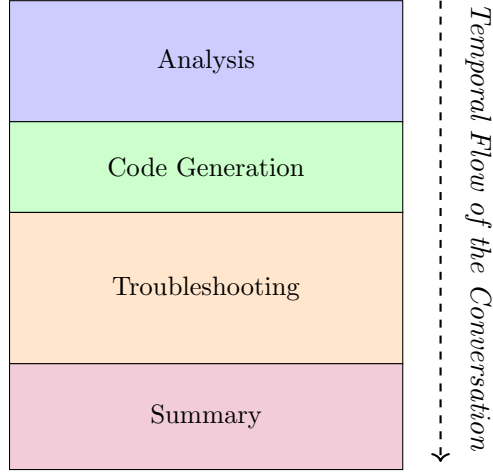 Analysis
Code Generation
Troubleshooting
Summary
Temporal Flow of the Conversation